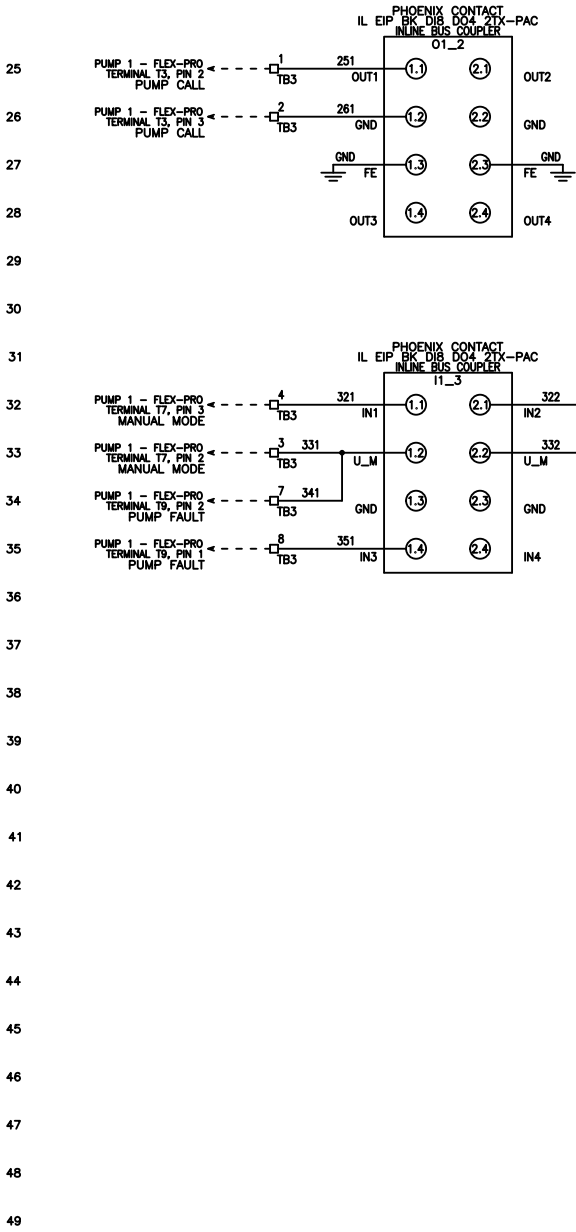 PHOENIX CONTACT
IL EIP BK DI8 DO4 2TX-PAC
INLINE BUS COUPLER
O1_2
25
PUMP 1 - FLEX-PRO
TERMINAL T3, PIN 2
PUMP CALL
1
TB3
251
OUT1
1.1
2.1
OUT2
26
PUMP 1 - FLEX-PRO
TERMINAL T3, PIN 3
PUMP CALL
2
TB3
261
GND
1.2
2.2
GND
27
GND
FE
1.3
2.3
GND
FE
28
OUT3
1.4
2.4
OUT4
29
30
31
PHOENIX CONTACT
IL EIP BK DI8 DO4 2TX-PAC
INLINE BUS COUPLER
I1_3
32
PUMP 1 - FLEX-PRO
TERMINAL T7, PIN 3
MANUAL MODE
4
TB3
321
IN1
1.1
2.1
322
IN2
33
PUMP 1 - FLEX-PRO
TERMINAL T7, PIN 2
MANUAL MODE
3
TB3
331
U_M
1.2
2.2
332
U_M
34
PUMP 1 - FLEX-PRO
TERMINAL T9, PIN 2
PUMP FAULT
7
TB3
341
GND
1.3
2.3
GND
35
PUMP 1 - FLEX-PRO
TERMINAL T9, PIN 1
PUMP FAULT
8
TB3
351
IN3
1.4
2.4
IN4
36
37
38
39
40
41
42
43
44
45
46
47
48
49